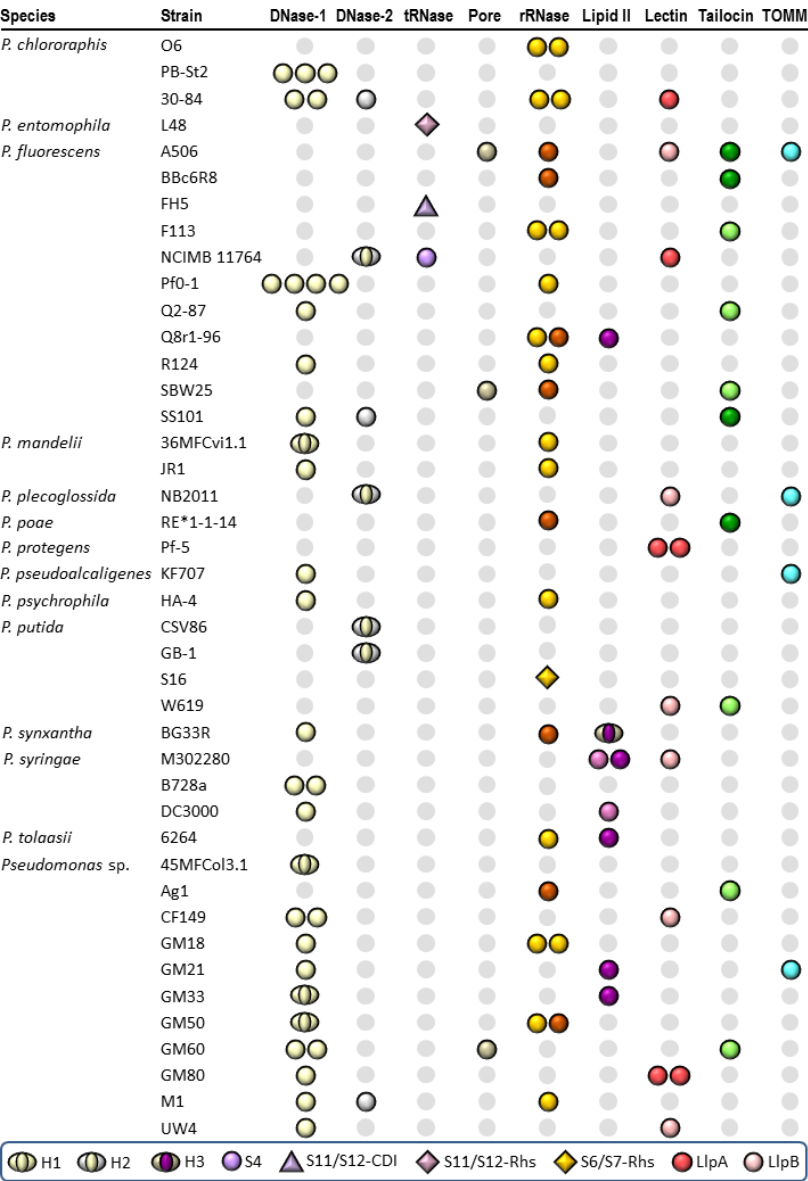 Species Strain DNase-1 DNase-2 tRNase Pore rRNase Lipid II Lectin Tailocin TOMM
P. chlororaphis O6
PB-St2
30-84
P. entomophila L48
P. fluorescens A506
BBc6R8
FH5
F113
NCIMB 11764
Pf0-1
Q2-87
Q8r1-96
R124
SBW25
SS101
P. mandelii 36MFCvi1.1
JR1
P. plecoglossida NB2011
P. poae RE*1-1-14
P. protegens Pf-5
P. pseudoalcaligenes KF707
P. psychrophila HA-4
P. putida CSV86
GB-1
S16
W619
P. synxantha BG33R
P. syringae M302280
B728a
DC3000
P. tolaasii 6264
Pseudomonas sp. 45MFCol3.1
Ag1
CF149
GM18
GM21
GM33
GM50
GM60
GM80
M1
UW4
H1 H2 H3 S4 S11/S12-CDI S11/S12-Rhs S6/S7-Rhs LlpA LlpB